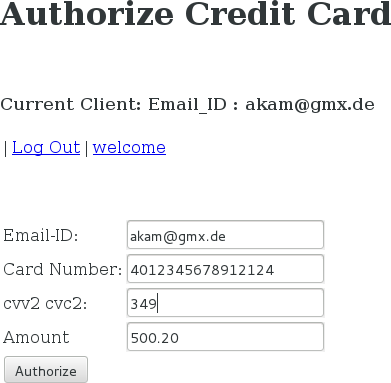 Authorize Credit Card
Current Client: Email_ID : akam@gmx.de
| Log Out | welcome
Email-ID: akam@gmx.de
Card Number: 4012345678912124
cvv2 cvc2: 349
Amount 500.20
Authorize